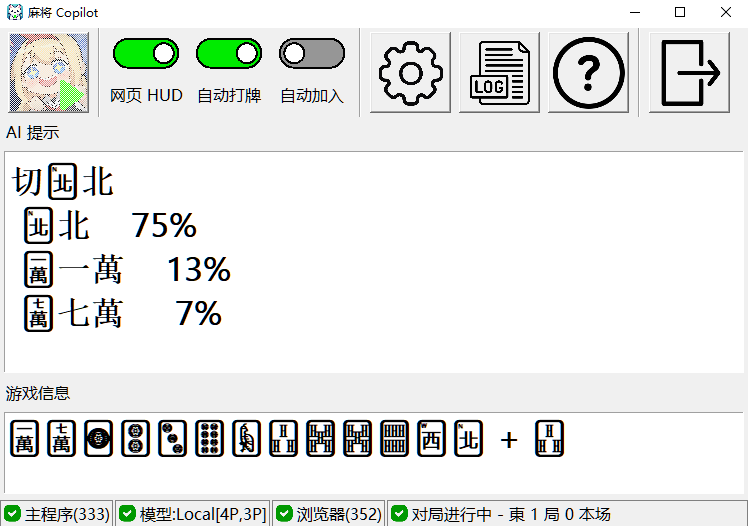 麻将 Copilot
网页 HUD 自动打牌 自动加入
LOG
AI 提示
切 北 北
北 北 75%
一萬 一萬 13%
七萬 七萬 7%
游戏信息
一萬 七萬 西 北 +
主程序(333) 模型:Local[4P,3P] 浏览器(352) 对局进行中 - 東 1 局 0 本场